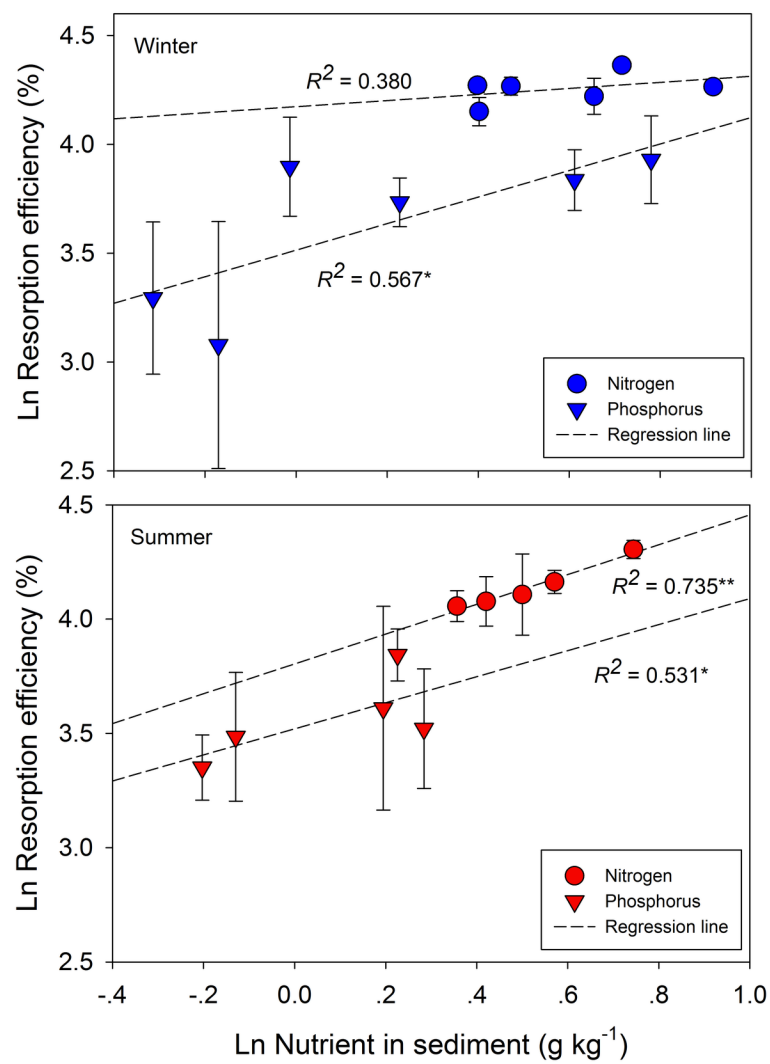 Winter
R² = 0.380
R² = 0.567*
4.5
4.0
3.5
3.0
2.5
Ln Resorption efficiency (%)
Nitrogen
Phosphorus
Regression line
Summer
R² = 0.735**
R² = 0.531*
4.5
4.0
3.5
3.0
2.5
Ln Resorption efficiency (%)
Nitrogen
Phosphorus
Regression line
-.4 -.2 0.0 .2 .4 .6 .8 1.0
Ln Nutrient in sediment (g kg⁻¹)